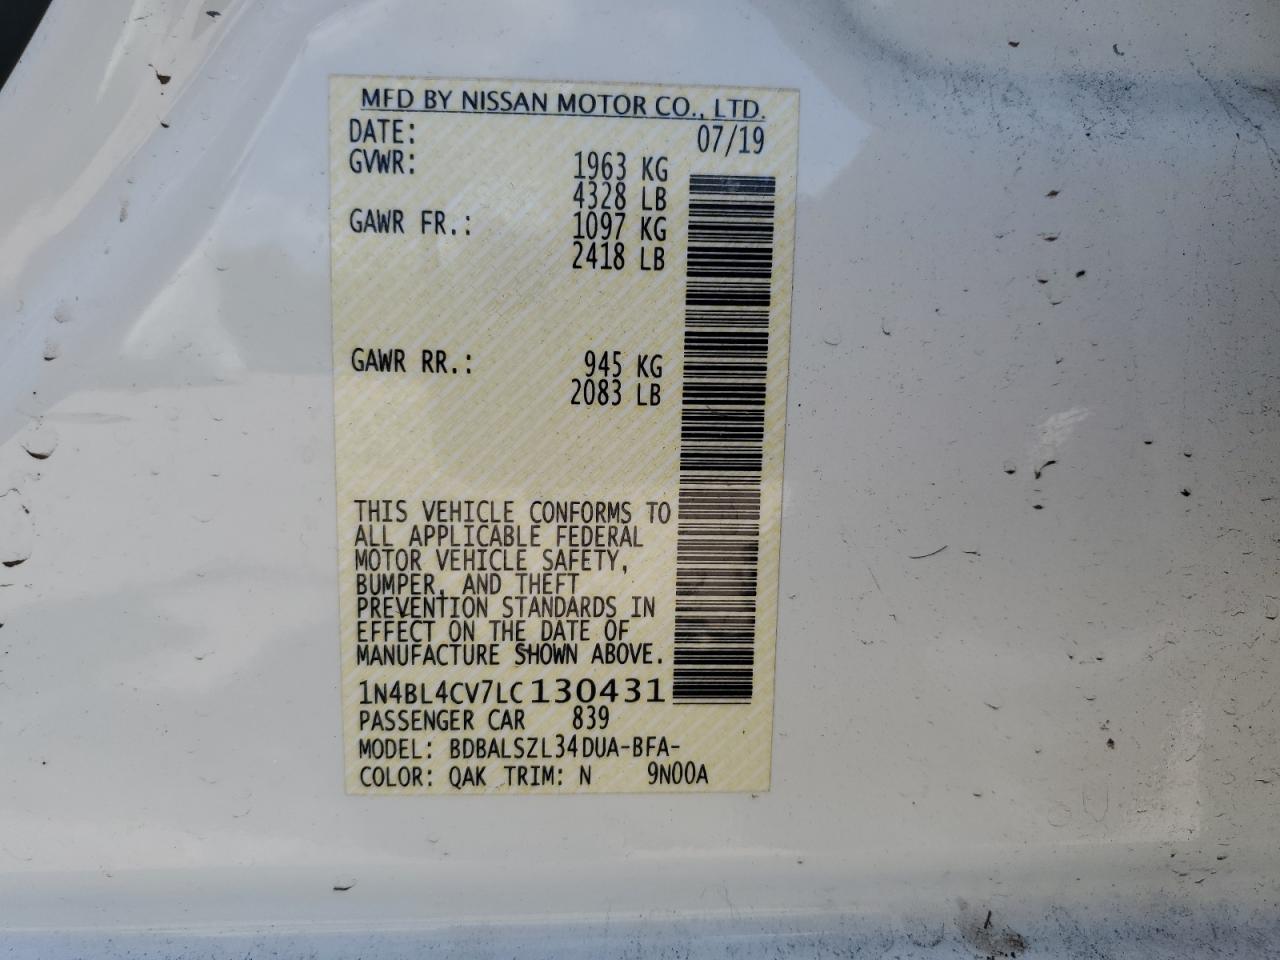 MFD BY NISSAN MOTOR CO., LTD.
DATE: 07/19
GVWR: 1963 KG
4328 LB
GAWR FR.: 1097 KG
2418 LB
GAWR RR.: 945 KG
2083 LB
THIS VEHICLE CONFORMS TO
ALL APPLICABLE FEDERAL
MOTOR VEHICLE SAFETY,
BUMPER, AND THEFT
PREVENTION STANDARDS IN
EFFECT ON THE DATE OF
MANUFACTURE SHOWN ABOVE.
1N4BL4CV7LC130431
PASSENGER CAR 839
MODEL: BDBALSZL34DUA-BFA-
COLOR: QAK TRIM: N 9N00A